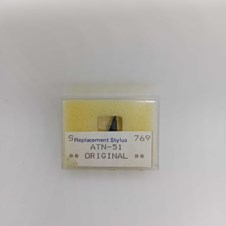 S Replacement Stylus 769
ATN-51
** ORIGINAL **